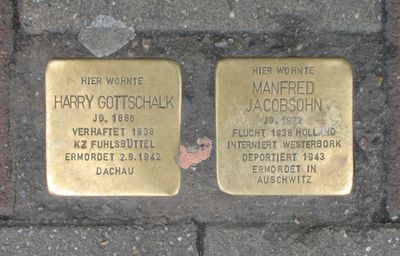 HIER WOHNTE
HARRY GOTTSCHALK
JG. 1886
VERHAFTET 1938
KZ FUHLSBÜTTEL
ERMORDET 2.9.1942
DACHAU
HIER WOHNTE
MANFRED
JACOBSOHN
JG.
FLUCHT 1938 HOLLAND
INTERNIERT WESTERBORK
DEPORTIERT 1943
ERMORDET IN
AUSCHWITZ